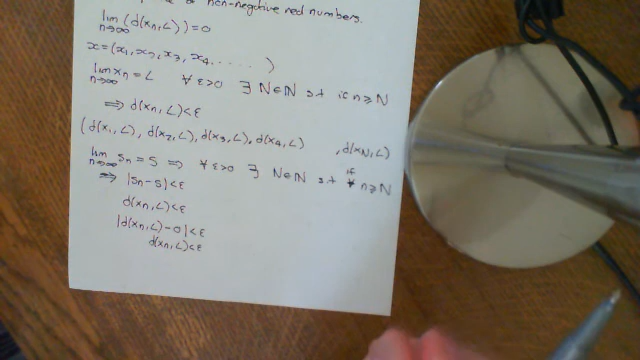 of non-negative real numbers.
lim n→∞ (d(xn, L)) = 0
x = (x1, x2, x3, x4, ......)
lim n→∞ xn = L ∀ ε>0 ∃ N∈ℕ s.t if n≥N
⟹ d(xn, L)<ε
(d(x1, L), d(x2, L), d(x3, L), d(x4, L) , d(xN, L)
lim n→∞ Sn = S ⟹ ∀ ε>0 ∃ N∈ℕ s.t if n≥N
⟹ |Sn - S|<ε
d(xn, L)<ε
|d(xn, L) - 0|<ε
d(xn, L)<ε